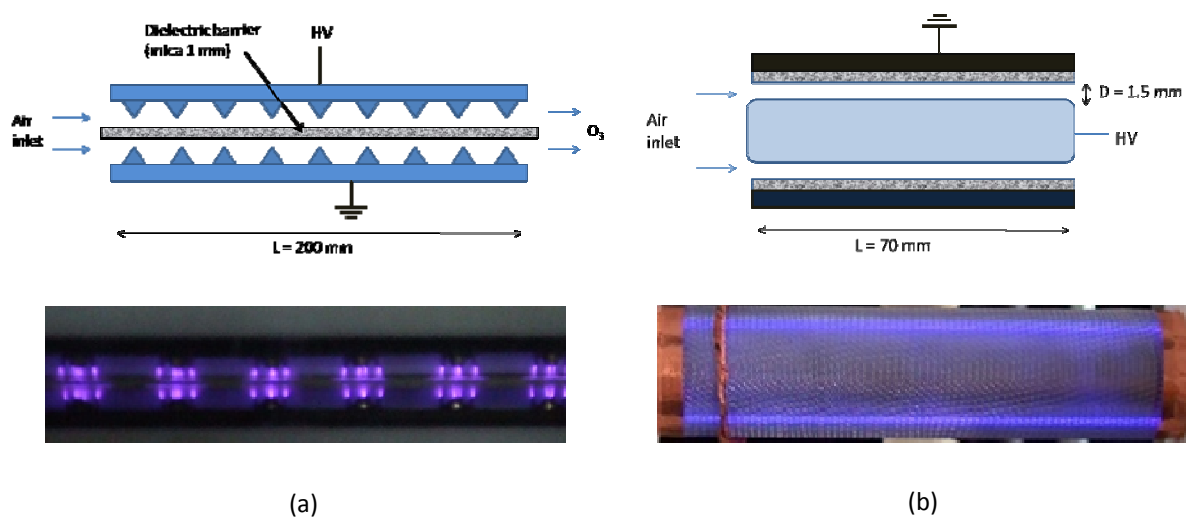 Dielectric barrier
(mica 1 mm)
HV
Air
inlet
O₃
L = 200 mm
Air
inlet
D = 1.5 mm
HV
L = 70 mm
(a)
(b)